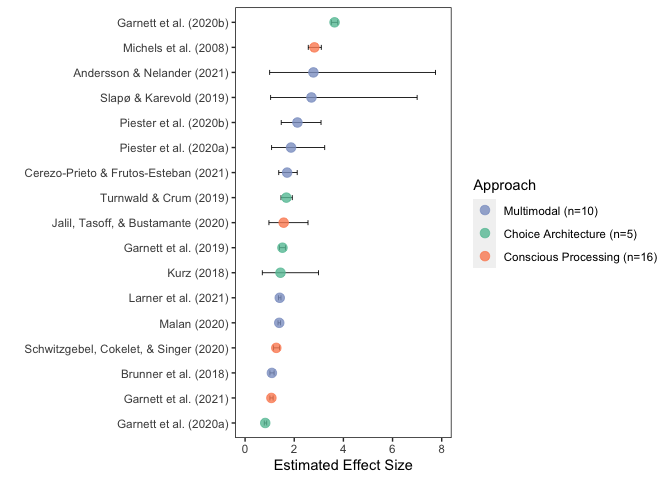 Garnett et al. (2020b)
Michels et al. (2008)
Andersson & Nelander (2021)
Slapø & Karevold (2019)
Piester et al. (2020b)
Piester et al. (2020a)
Cerezo-Prieto & Frutos-Esteban (2021)
Turnwald & Crum (2019)
Jalil, Tasoff, & Bustamante (2020)
Garnett et al. (2019)
Kurz (2018)
Larner et al. (2021)
Malan (2020)
Schwitzgebel, Cokelet, & Singer (2020)
Brunner et al. (2018)
Garnett et al. (2021)
Garnett et al. (2020a)
0 2 4 6 8
Estimated Effect Size
Approach
Multimodal (n=10)
Choice Architecture (n=5)
Conscious Processing (n=16)